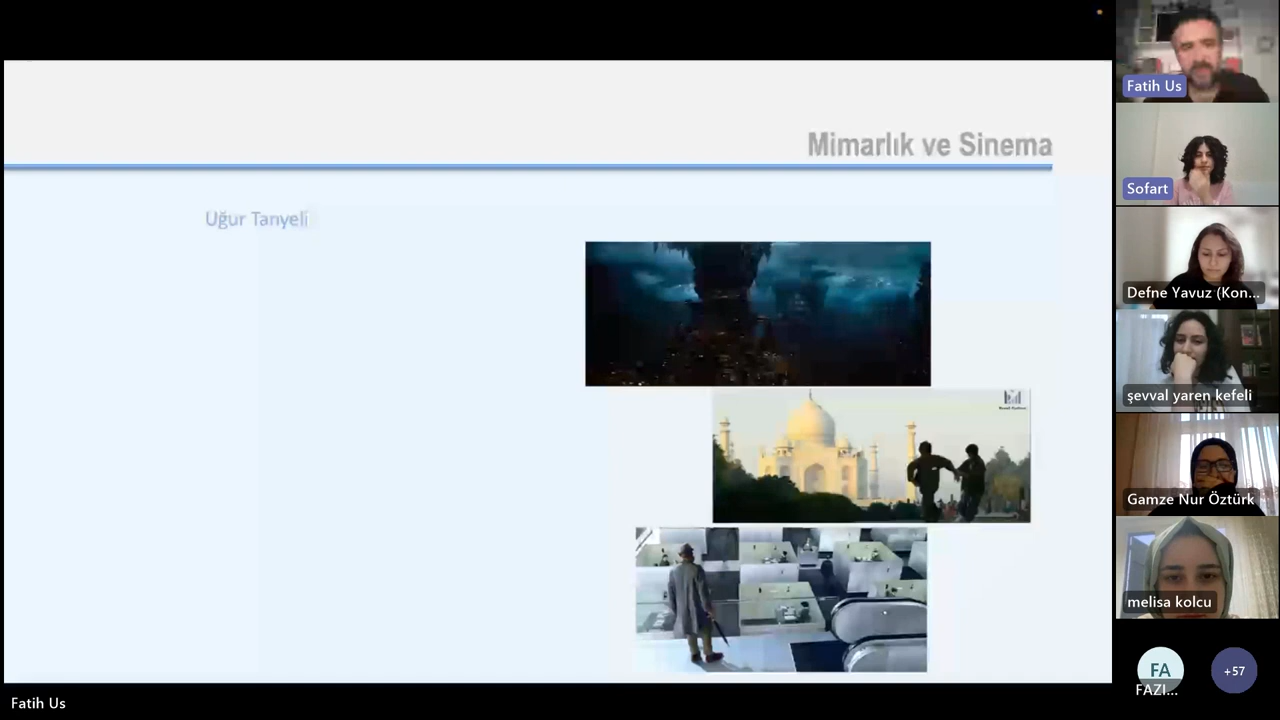 Mimarlık ve Sinema
Uğur Tanyeli
Fatih Us
Sofart
Defne Yavuz (Kon...
şevval yaren kefeli
Gamze Nur Öztürk
melisa kolcu
FA
FAZI...
+57
Fatih Us